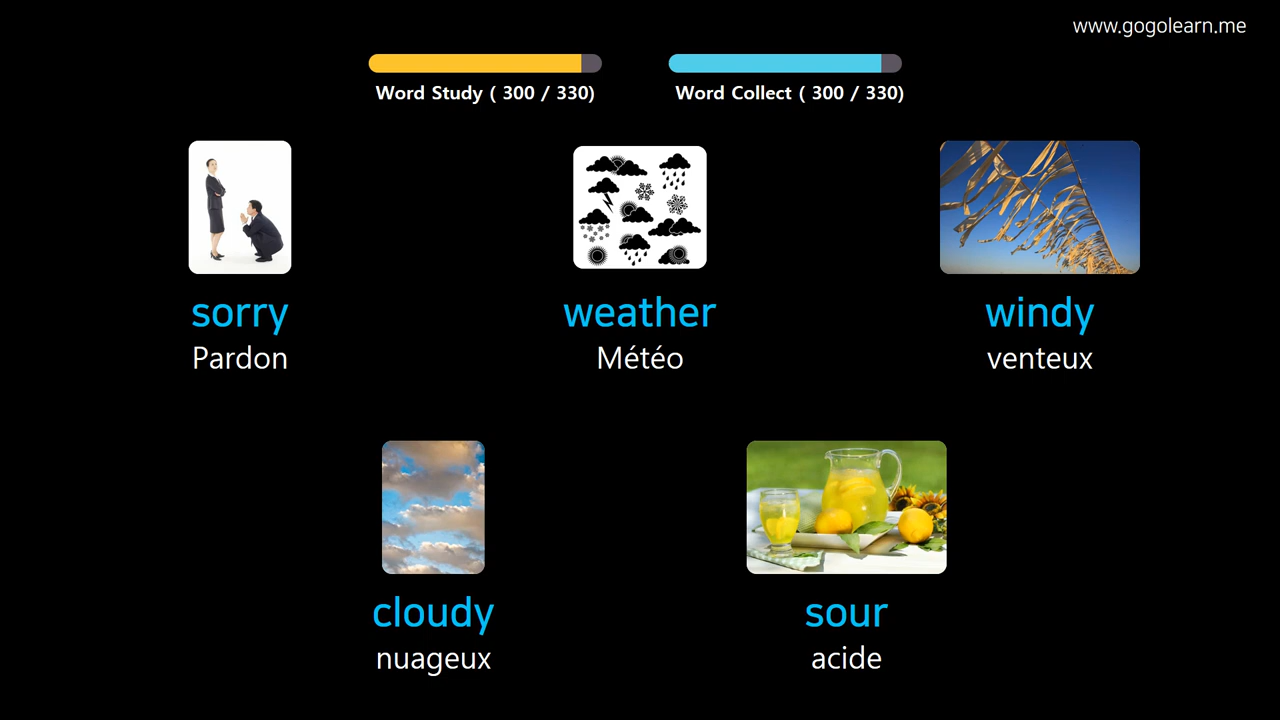 www.gogolearn.me
Word Study ( 300 / 330)
Word Collect ( 300 / 330)
sorry
Pardon
weather
Météo
windy
venteux
cloudy
nuageux
sour
acide